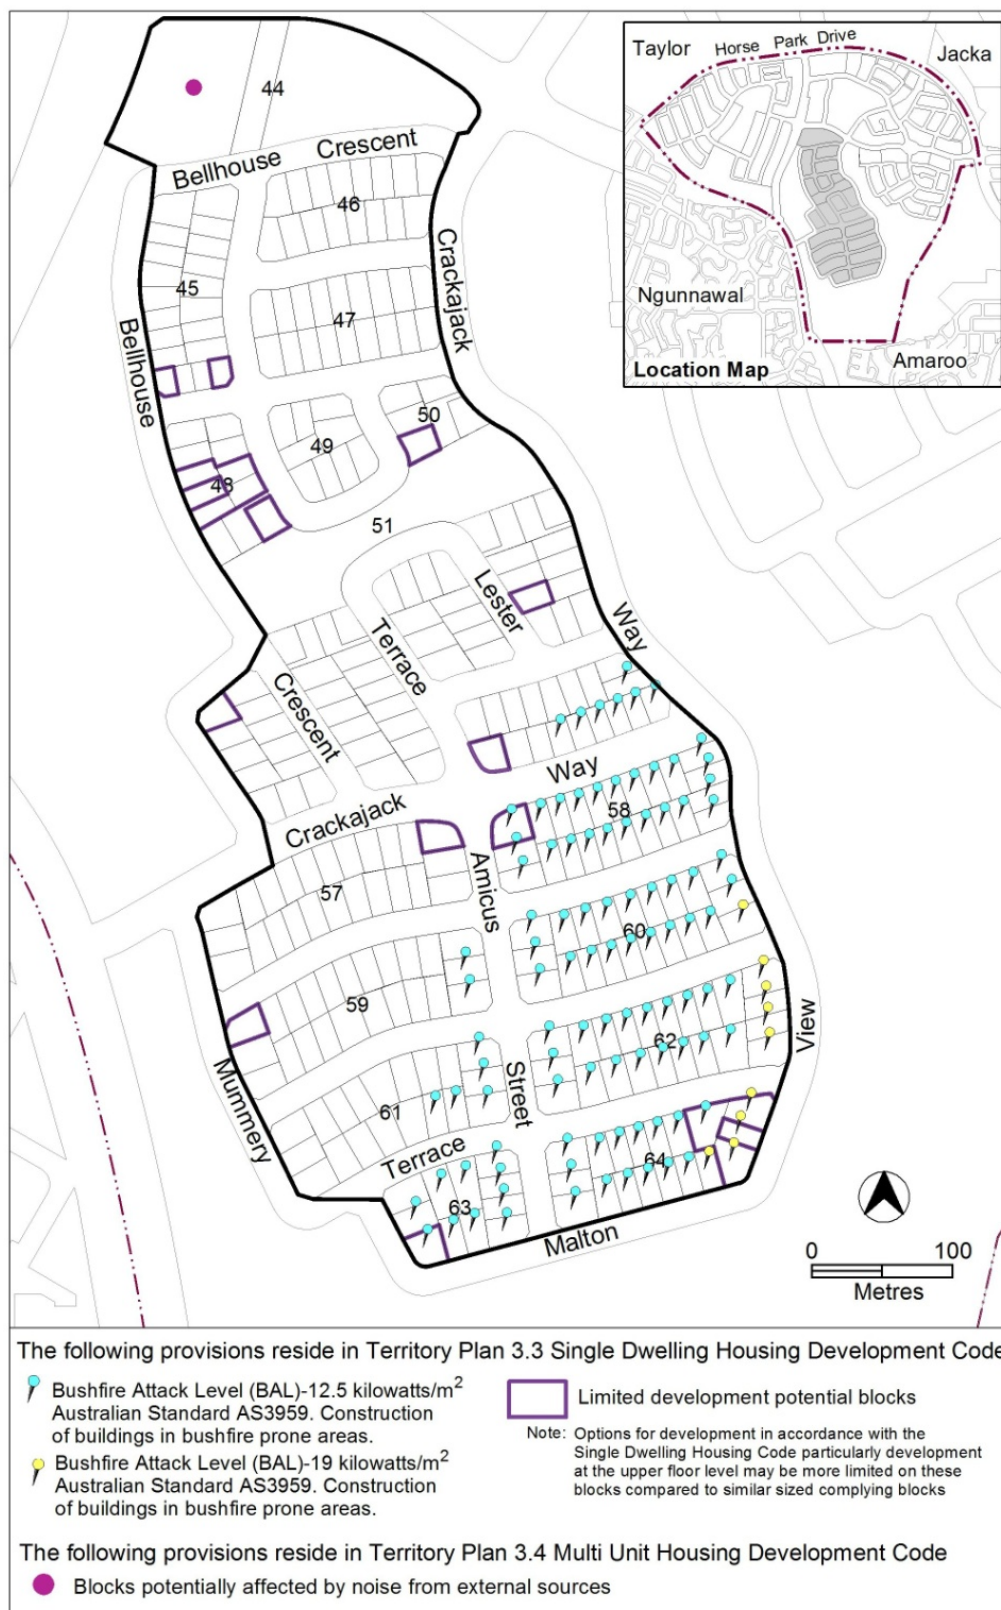 Taylor
Horse Park Drive
Jacka
Ngunnawal
Amaroo
Location Map
44
Bellhouse Crescent
46
45
47
Crackajack
Bellhouse
50
49
48
51
Lester
Way
Terrace
Crescent
Way
58
Crackajack
57
Amicus
60
59
62
View
Street
61
Mummery
Terrace
64
63
Malton
0 100
Metres
The following provisions reside in Territory Plan 3.3 Single Dwelling Housing Development Code
Bushfire Attack Level (BAL)-12.5 kilowatts/m²
Australian Standard AS3959. Construction
of buildings in bushfire prone areas.
Bushfire Attack Level (BAL)-19 kilowatts/m²
Australian Standard AS3959. Construction
of buildings in bushfire prone areas.
Limited development potential blocks
Note: Options for development in accordance with the
Single Dwelling Housing Code particularly development
at the upper floor level may be more limited on these
blocks compared to similar sized complying blocks
The following provisions reside in Territory Plan 3.4 Multi Unit Housing Development Code
Blocks potentially affected by noise from external sources